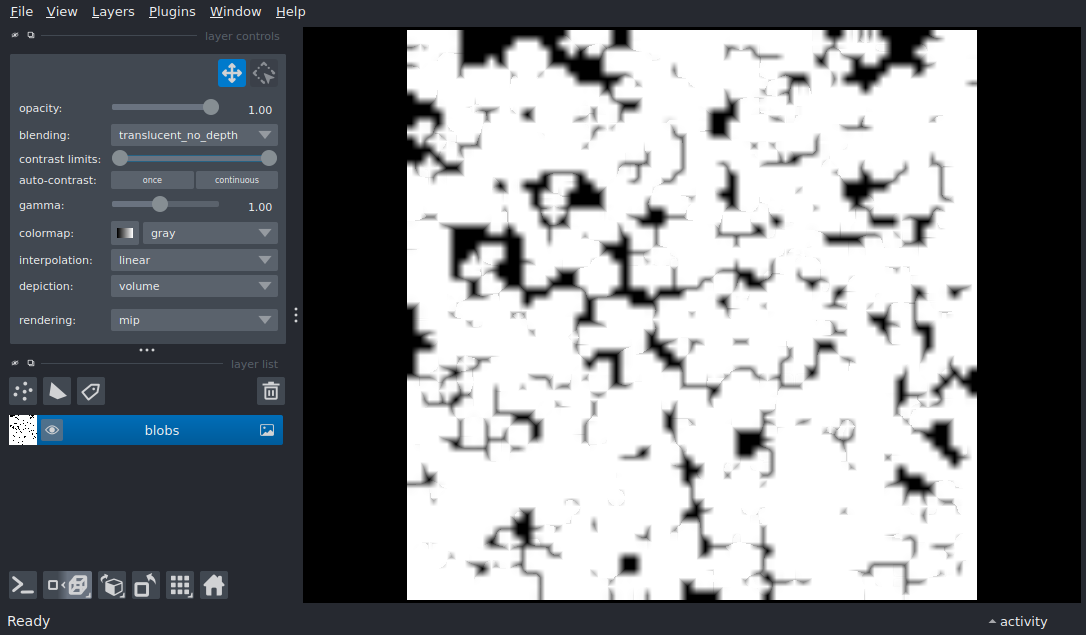 File View Layers Plugins Window Help
layer controls
opacity: 1.00
blending: translucent_no_depth
contrast limits:
auto-contrast: once continuous
gamma: 1.00
colormap: gray
interpolation: linear
depiction: volume
rendering: mip
layer list
blobs
Ready activity